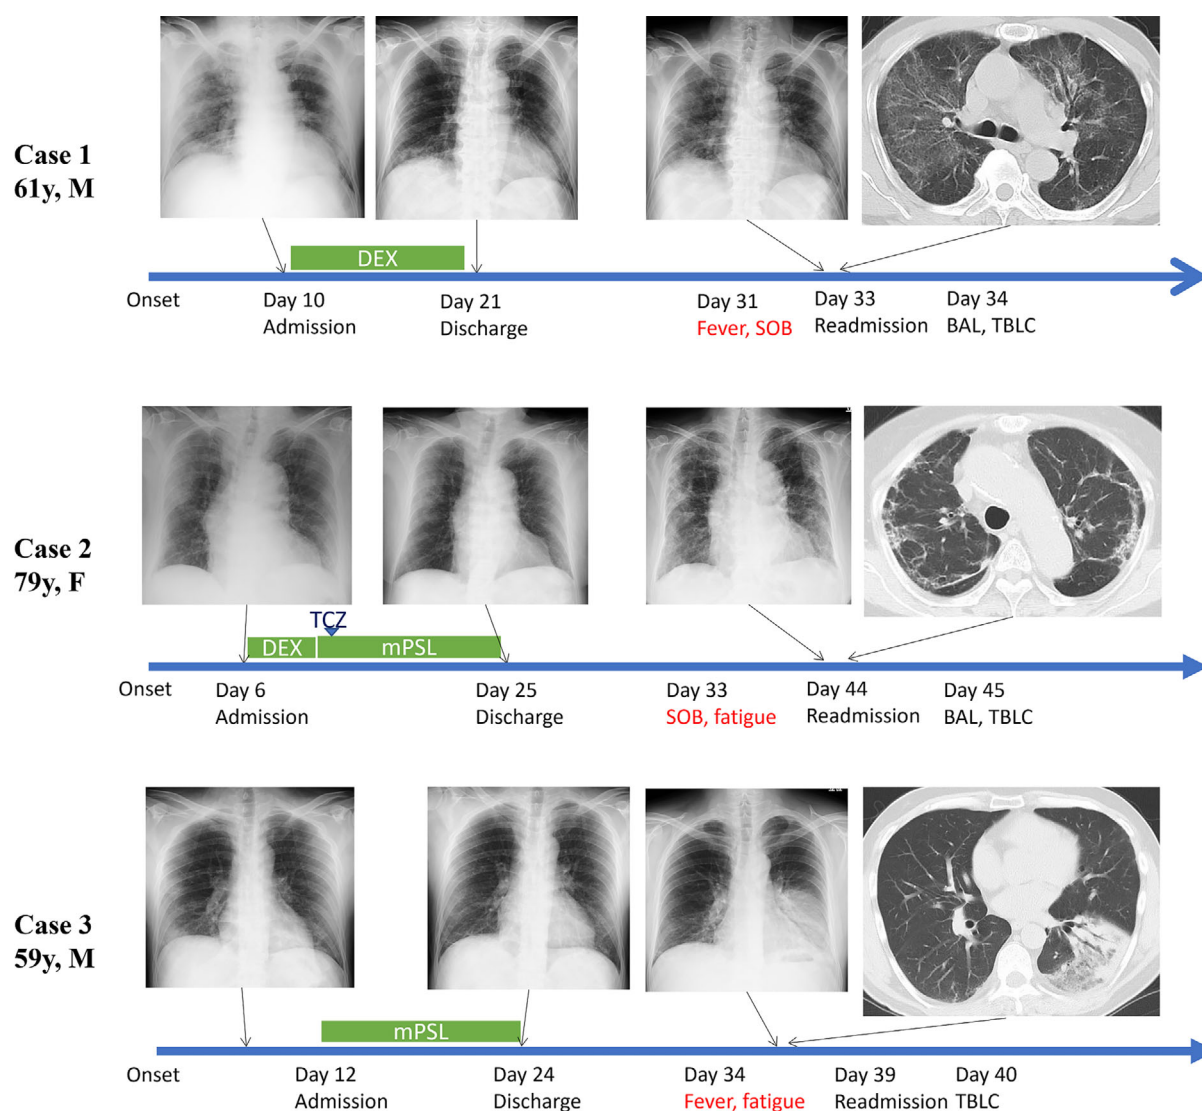 Case 1
61y, M
DEX
Onset
Day 10
Admission
Day 21
Discharge
Day 31
Fever, SOB
Day 33
Readmission
Day 34
BAL, TBLC
Case 2
79y, F
TCZ
DEX
mPSL
Onset
Day 6
Admission
Day 25
Discharge
Day 33
SOB, fatigue
Day 44
Readmission
Day 45
BAL, TBLC
Case 3
59y, M
mPSL
Onset
Day 12
Admission
Day 24
Discharge
Day 34
Fever, fatigue
Day 39
Readmission
Day 40
TBLC